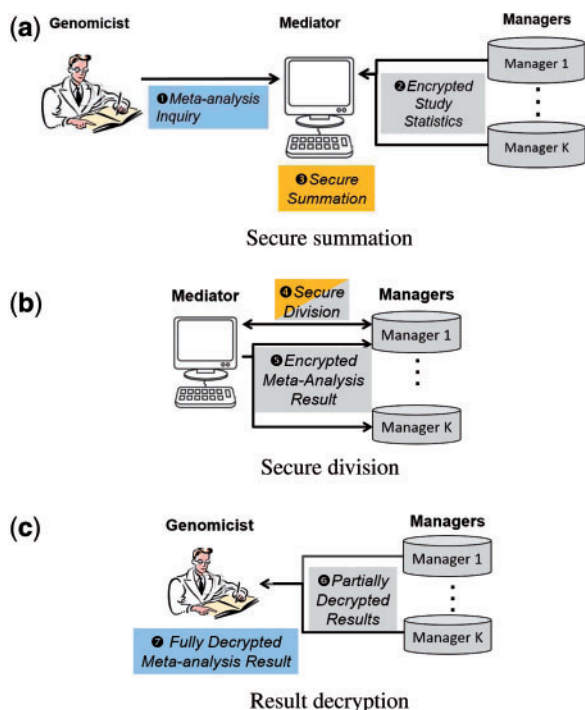 (a)
Genomicist
Mediator
Managers
Manager 1
❶Meta-analysis
Inquiry
❷Encrypted
Study
Statistics
Manager K
❸Secure
Summation
Secure summation
(b)
Mediator
❹Secure
Division
Managers
Manager 1
❺Encrypted
Meta-Analysis
Result
Manager K
Secure division
(c)
Genomicist
Managers
Manager 1
❻Partially
Decrypted
Results
Manager K
❼ Fully Decrypted
Meta-analysis Result
Result decryption